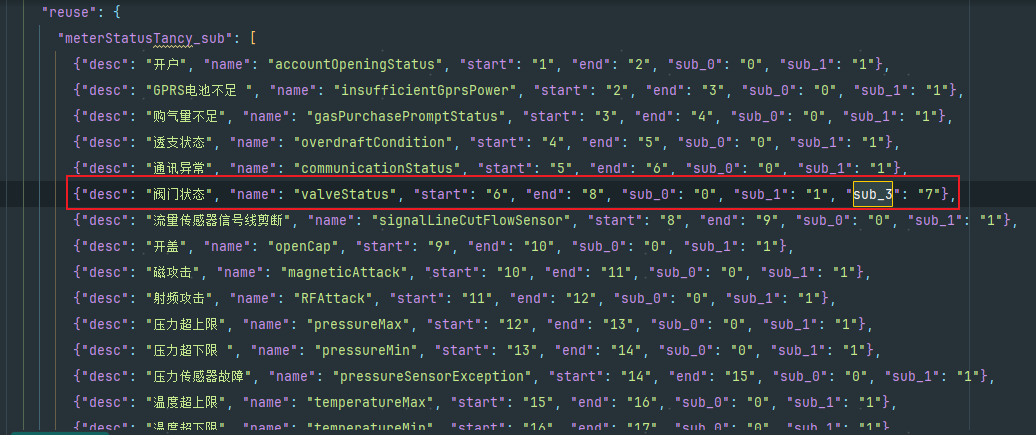 "reuse": {
"meterStatusTancy_sub": [
{"desc": "开户", "name": "accountOpeningStatus", "start": "1", "end": "2", "sub_0": "0", "sub_1": "1"},
{"desc": "GPRS电池不足 ", "name": "insufficientGprsPower", "start": "2", "end": "3", "sub_0": "0", "sub_1": "1"},
{"desc": "购气量不足", "name": "gasPurchasePromptStatus", "start": "3", "end": "4", "sub_0": "0", "sub_1": "1"},
{"desc": "透支状态", "name": "overdraftCondition", "start": "4", "end": "5", "sub_0": "0", "sub_1": "1"},
{"desc": "通讯异常", "name": "communicationStatus", "start": "5", "end": "6", "sub_0": "0", "sub_1": "1"},
{"desc": "阀门状态", "name": "valveStatus", "start": "6", "end": "8", "sub_0": "0", "sub_1": "1", "sub_3": "7"},
{"desc": "流量传感器信号线剪断", "name": "signalLineCutFlowSensor", "start": "8", "end": "9", "sub_0": "0", "sub_1": "1"},
{"desc": "开盖", "name": "openCap", "start": "9", "end": "10", "sub_0": "0", "sub_1": "1"},
{"desc": "磁攻击", "name": "magneticAttack", "start": "10", "end": "11", "sub_0": "0", "sub_1": "1"},
{"desc": "射频攻击", "name": "RFAttack", "start": "11", "end": "12", "sub_0": "0", "sub_1": "1"},
{"desc": "压力超上限", "name": "pressureMax", "start": "12", "end": "13", "sub_0": "0", "sub_1": "1"},
{"desc": "压力超下限 ", "name": "pressureMin", "start": "13", "end": "14", "sub_0": "0", "sub_1": "1"},
{"desc": "压力传感器故障", "name": "pressureSensorException", "start": "14", "end": "15", "sub_0": "0", "sub_1": "1"},
{"desc": "温度超上限", "name": "temperatureMax", "start": "15", "end": "16", "sub_0": "0", "sub_1": "1"},
{"desc": "温度超下限", "name": "temperatureMin", "start": "16", "end": "17", "sub_0": "0", "sub_1": "1"},